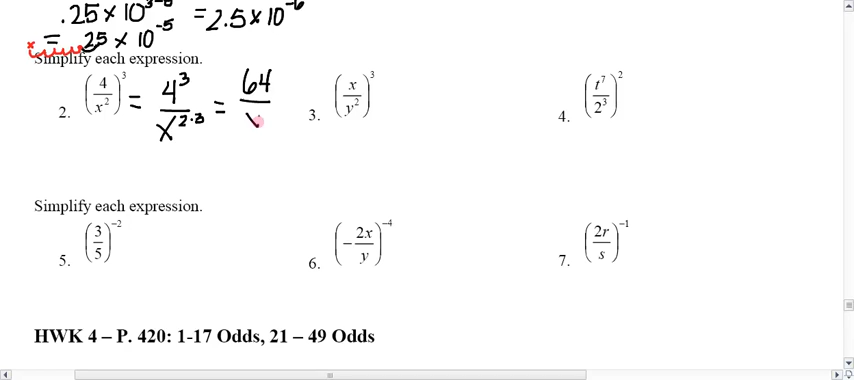 .25 × 10^3-8 = 2.5 × 10^-6
= .25 × 10^-5
Simplify each expression.
2. (4/x^2)^3 = 4^3/x^2·3 = 64/
3. (x/y^2)^3
4. (t^7/2^3)^2
Simplify each expression.
5. (3/5)^-2
6. (-2x/y)^-4
7. (2r/s)^-1
HWK 4 – P. 420: 1-17 Odds, 21 – 49 Odds